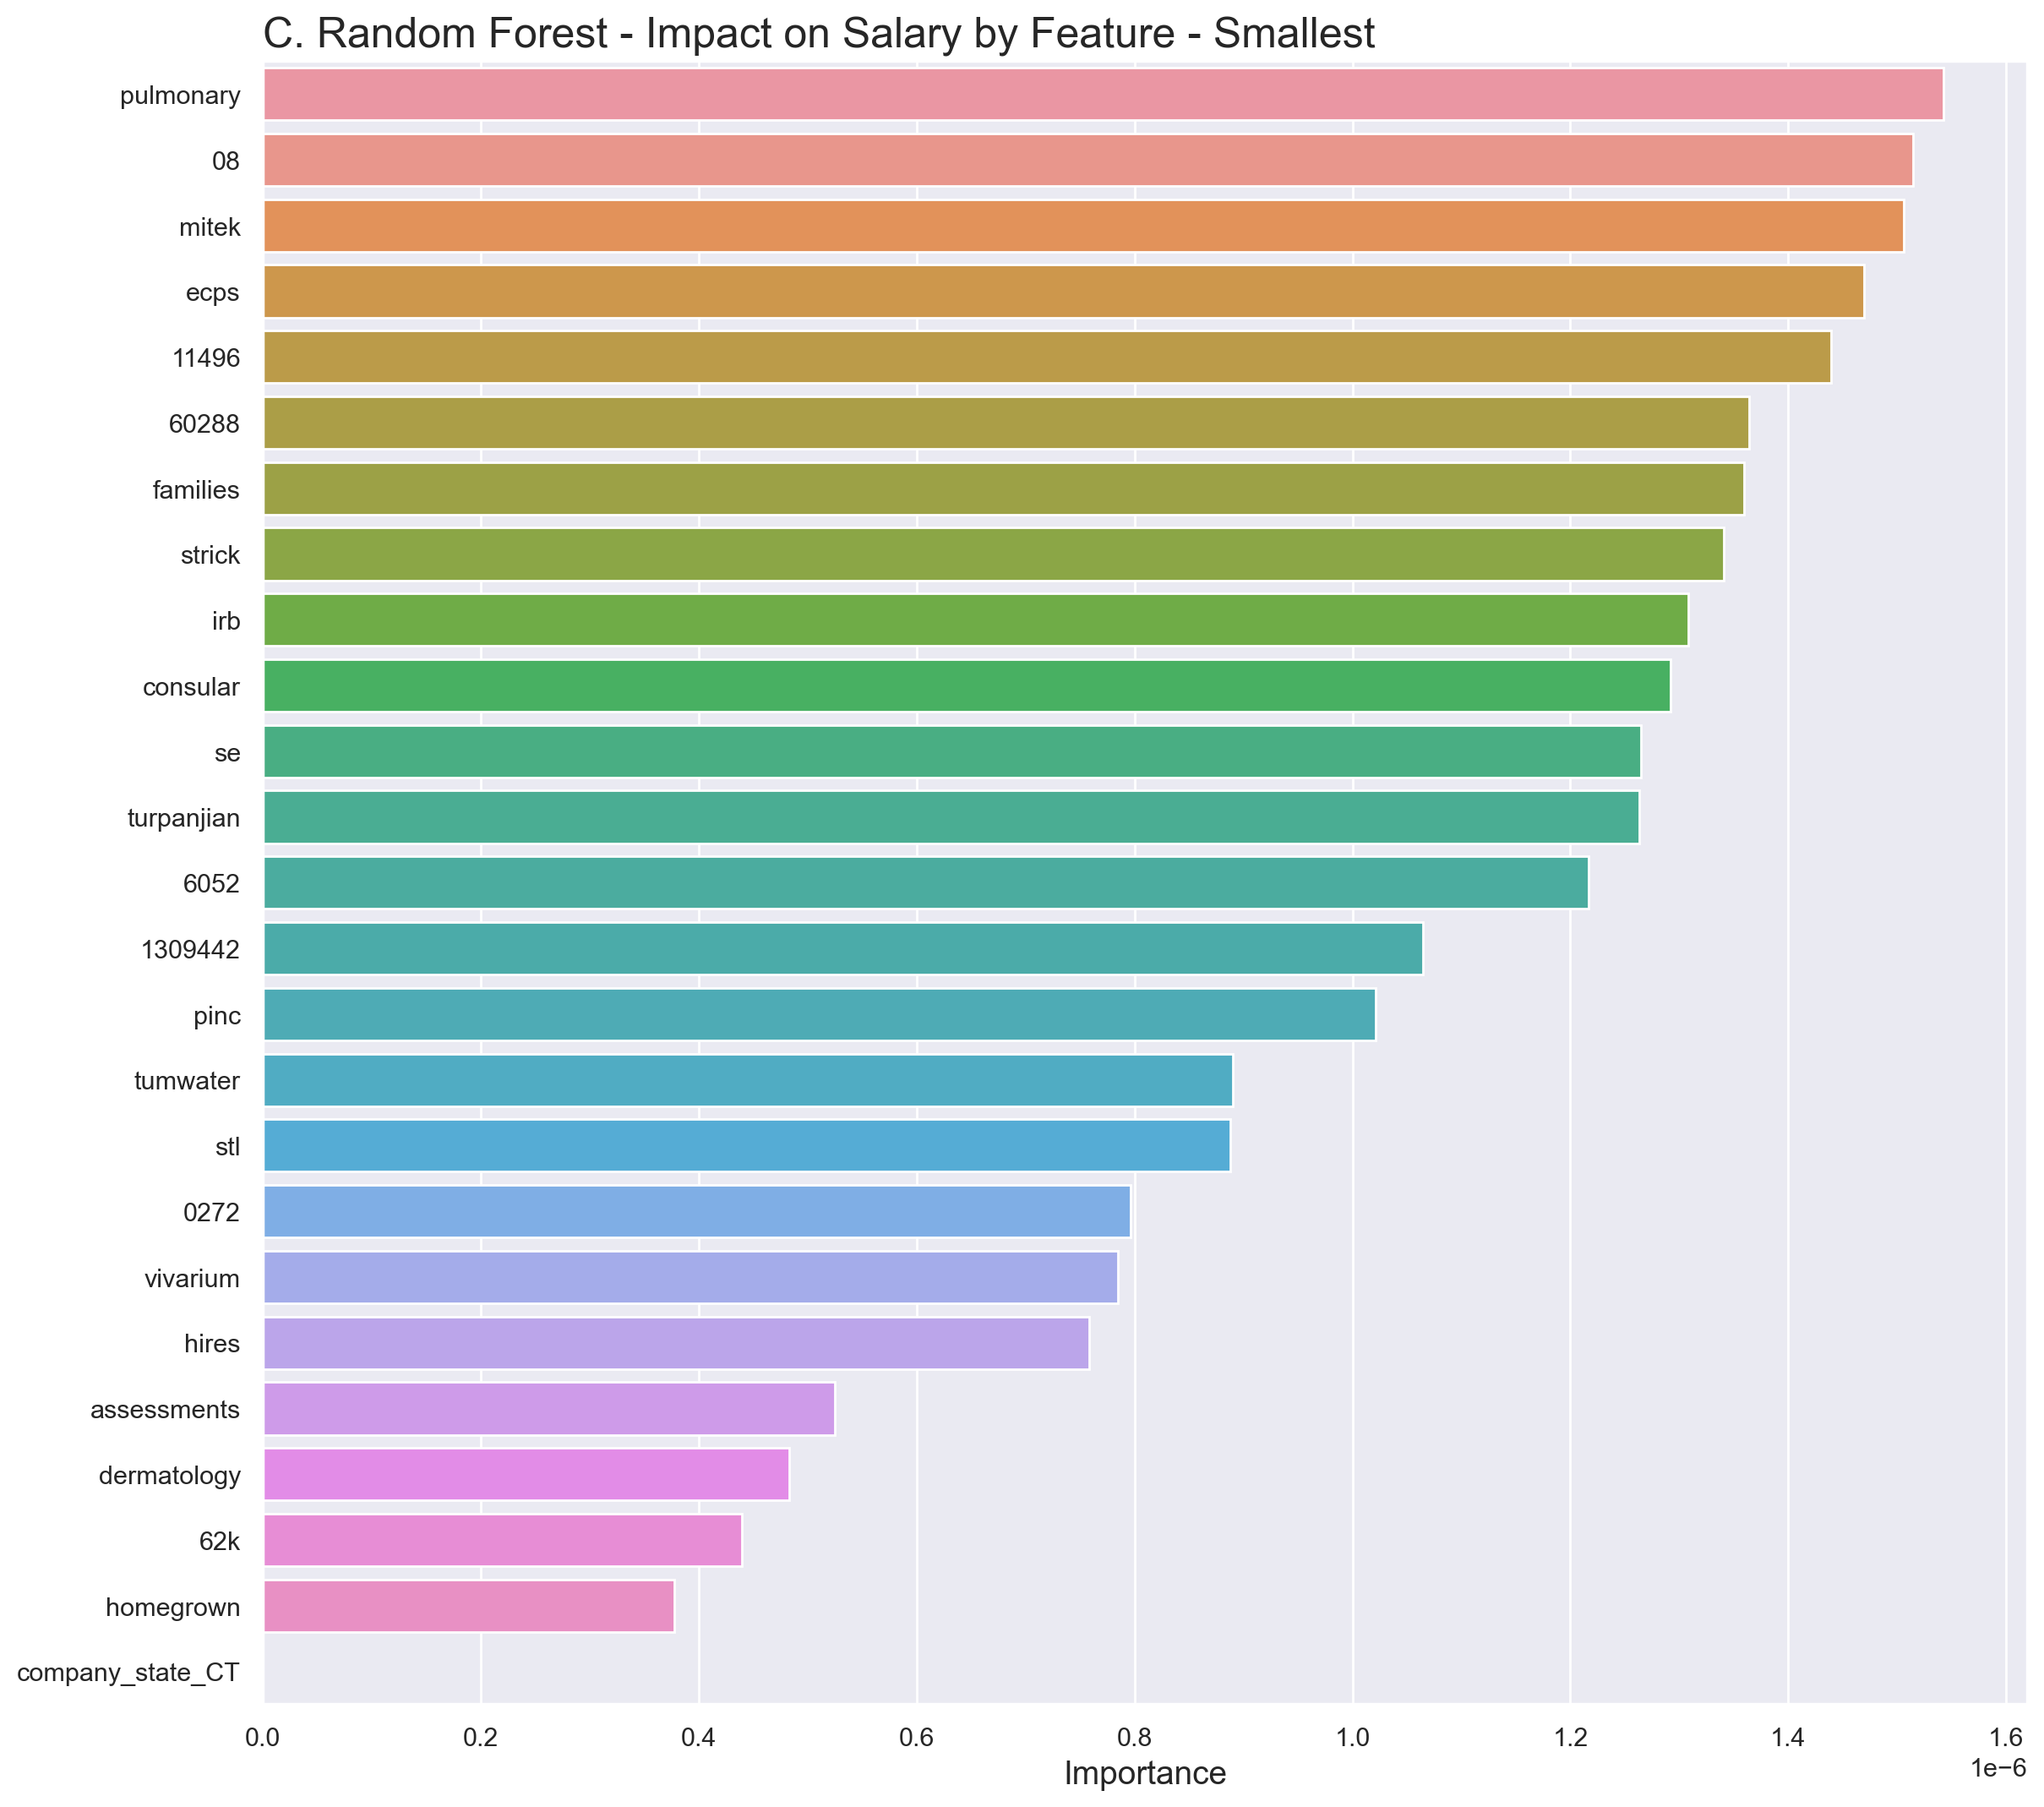 C. Random Forest - Impact on Salary by Feature - Smallest
pulmonary
08
mitek
ecps
11496
60288
families
strick
irb
consular
se
turpanjian
6052
1309442
pinc
tumwater
stl
0272
vivarium
hires
assessments
dermatology
62k
homegrown
company_state_CT
0.0 0.2 0.4 0.6 0.8 1.0 1.2 1.4 1.6
1e−6
Importance